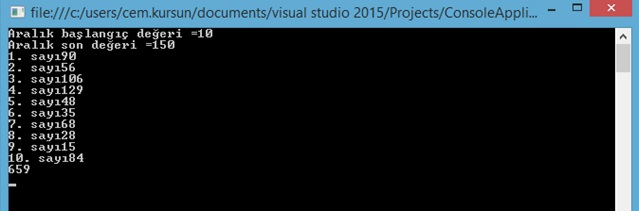 file:///c:/users/cem.kursun/documents/visual studio 2015/Projects/ConsoleAppli...
Aralık başlangıç değeri =10
Aralık son değeri =150
1. sayı90
2. sayı56
3. sayı106
4. sayı129
5. sayı48
6. sayı35
7. sayı68
8. sayı28
9. sayı15
10. sayı84
659